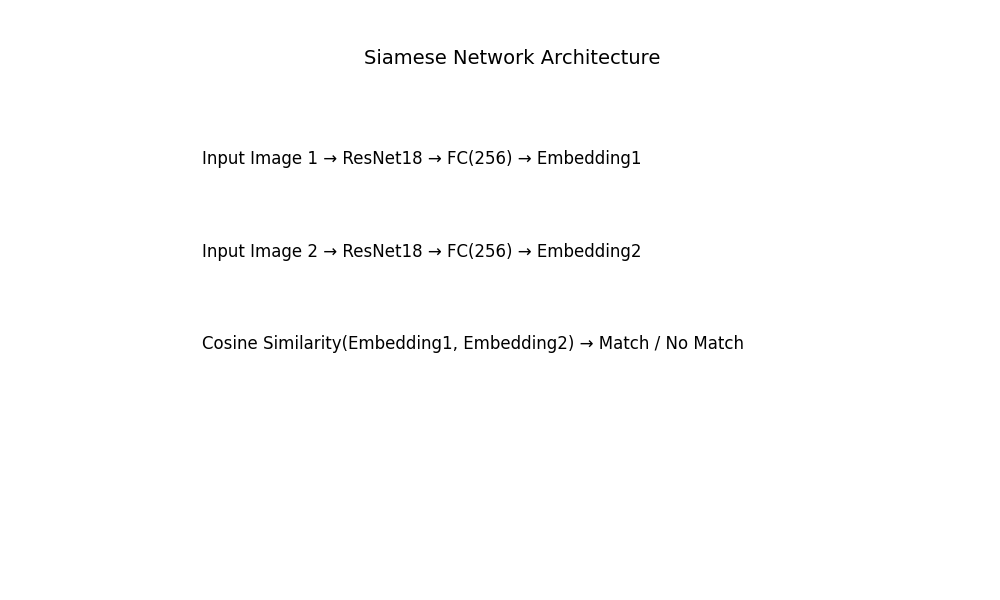 Siamese Network Architecture
Input Image 1 → ResNet18 → FC(256) → Embedding1
Input Image 2 → ResNet18 → FC(256) → Embedding2
Cosine Similarity(Embedding1, Embedding2) → Match / No Match